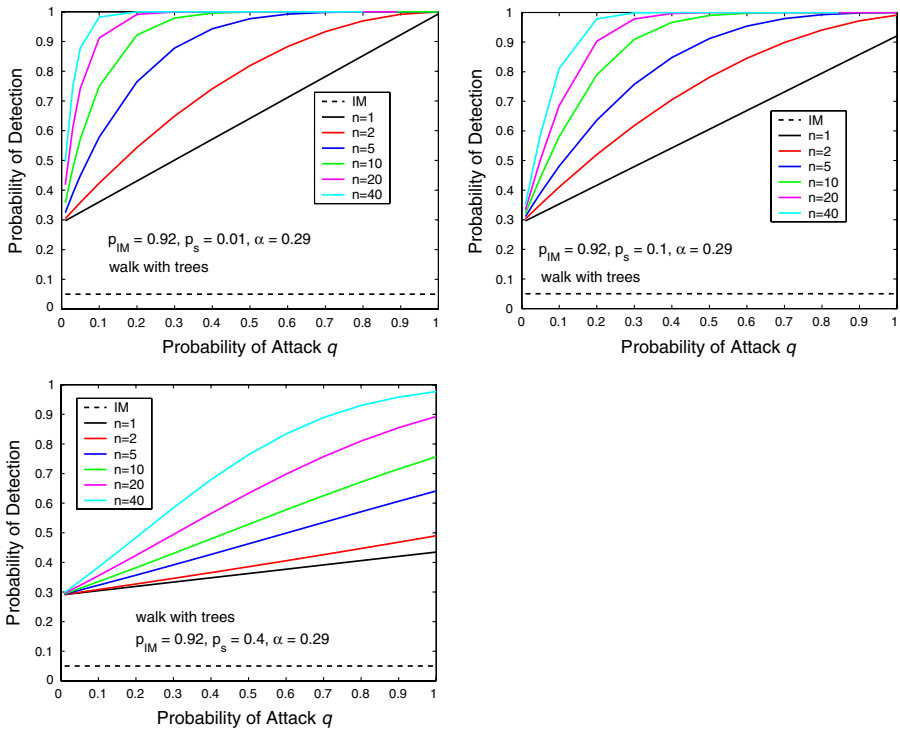 Probability of Detection
1
0.9
0.8
0.7
0.6
0.5
0.4
0.3
0.2
0.1
0
IM
n=1
n=2
n=5
n=10
n=20
n=40
p_IM = 0.92, p_s = 0.01, α = 0.29
walk with trees
0 0.1 0.2 0.3 0.4 0.5 0.6 0.7 0.8 0.9 1
Probability of Attack q
Probability of Detection
1
0.9
0.8
0.7
0.6
0.5
0.4
0.3
0.2
0.1
0
IM
n=1
n=2
n=5
n=10
n=20
n=40
p_IM = 0.92, p_s = 0.1, α = 0.29
walk with trees
0 0.1 0.2 0.3 0.4 0.5 0.6 0.7 0.8 0.9 1
Probability of Attack q
Probability of Detection
1
0.9
0.8
0.7
0.6
0.5
0.4
0.3
0.2
0.1
0
IM
n=1
n=2
n=5
n=10
n=20
n=40
walk with trees
p_IM = 0.92, p_s = 0.4, α = 0.29
0 0.1 0.2 0.3 0.4 0.5 0.6 0.7 0.8 0.9 1
Probability of Attack q